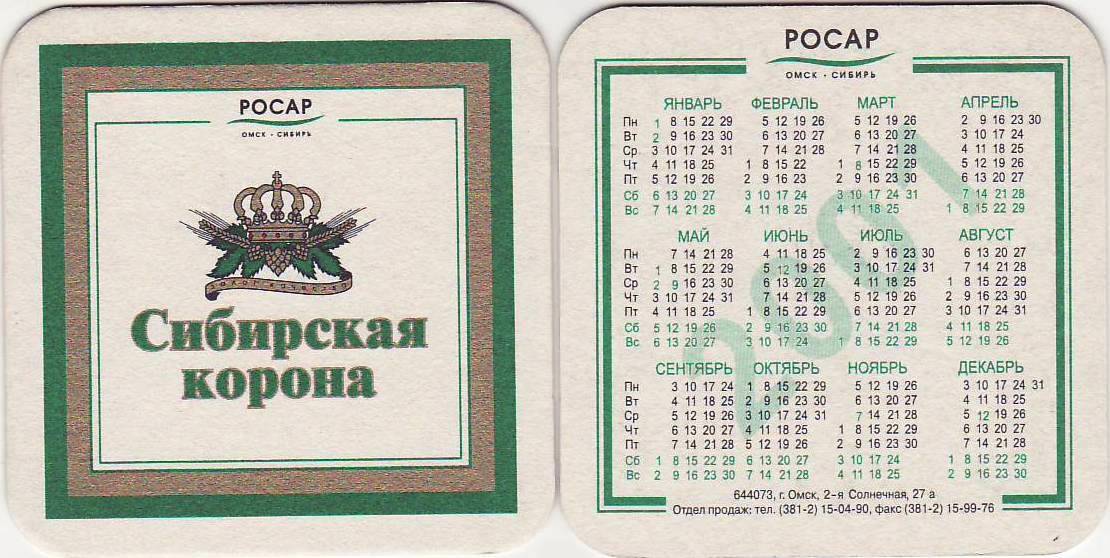 РОСАР
ОМСК · СИБИРЬ
Сибирская
корона
РОСАР
ОМСК · СИБИРЬ
2001
ЯНВАРЬ ФЕВРАЛЬ МАРТ АПРЕЛЬ
Пн 1 8 15 22 29 5 12 19 26 5 12 19 26 2 9 16 23 30
Вт 2 9 16 23 30 6 13 20 27 6 13 20 27 3 10 17 24
Ср 3 10 17 24 31 7 14 21 28 7 14 21 28 4 11 18 25
Чт 4 11 18 25 1 8 15 22 1 8 15 22 29 5 12 19 26
Пт 5 12 19 26 2 9 16 23 2 9 16 23 30 6 13 20 27
Сб 6 13 20 27 3 10 17 24 3 10 17 24 31 7 14 21 28
Вс 7 14 21 28 4 11 18 25 4 11 18 25 1 8 15 22 29
МАЙ ИЮНЬ ИЮЛЬ АВГУСТ
Пн 7 14 21 28 4 11 18 25 2 9 16 23 30 6 13 20 27
Вт 1 8 15 22 29 5 12 19 26 3 10 17 24 31 7 14 21 28
Ср 2 9 16 23 30 6 13 20 27 4 11 18 25 1 8 15 22 29
Чт 3 10 17 24 31 7 14 21 28 5 12 19 26 2 9 16 23 30
Пт 4 11 18 25 1 8 15 22 29 6 13 20 27 3 10 17 24 31
Сб 5 12 19 26 2 9 16 23 30 7 14 21 28 4 11 18 25
Вс 6 13 20 27 3 10 17 24 1 8 15 22 29 5 12 19 26
СЕНТЯБРЬ ОКТЯБРЬ НОЯБРЬ ДЕКАБРЬ
Пн 3 10 17 24 1 8 15 22 29 5 12 19 26 3 10 17 24 31
Вт 4 11 18 25 2 9 16 23 30 6 13 20 27 4 11 18 25
Ср 5 12 19 26 3 10 17 24 31 7 14 21 28 5 12 19 26
Чт 6 13 20 27 4 11 18 25 1 8 15 22 29 6 13 20 27
Пт 7 14 21 28 5 12 19 26 2 9 16 23 30 7 14 21 28
Сб 1 8 15 22 29 6 13 20 27 3 10 17 24 1 8 15 22 29
Вс 2 9 16 23 30 7 14 21 28 4 11 18 25 2 9 16 23 30
644073, г. Омск, 2-я Солнечная, 27 а
Отдел продаж: тел. (381-2) 15-04-90, факс (381-2) 15-99-76